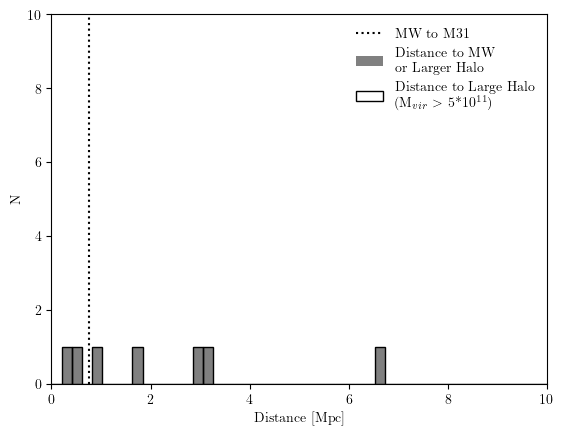 10
8
6
4
2
0
N
0 2 4 6 8 10
Distance [Mpc]
MW to M31
Distance to MW
or Larger Halo
Distance to Large Halo
(M_{vir} > 5*10^{11})